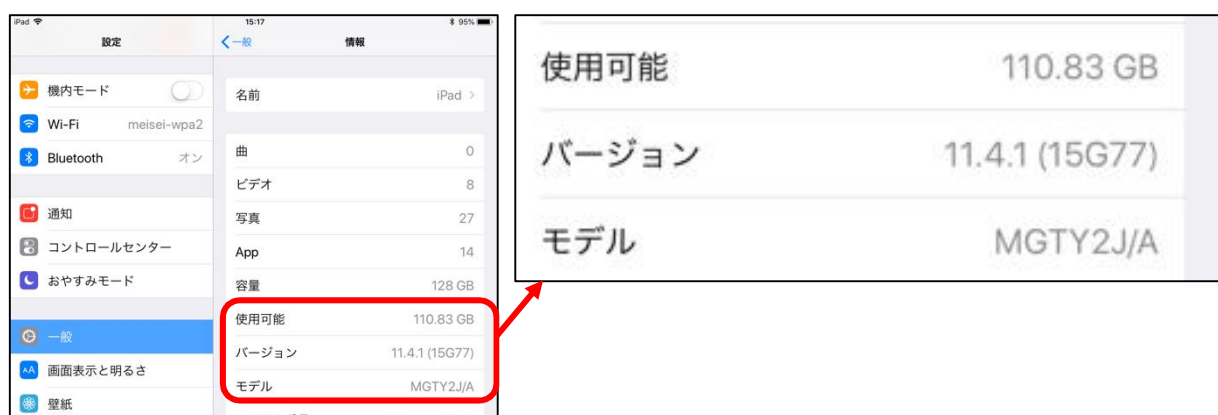 iPad 15:17 95%
設定
機内モード
Wi-Fi meisei-wpa2
Bluetooth オン
通知
コントロールセンター
おやすみモード
一般
画面表示と明るさ
壁紙
一般 情報
名前 iPad
曲 0
ビデオ 8
写真 27
App 14
容量 128 GB
使用可能 110.83 GB
バージョン 11.4.1 (15G77)
モデル MGTY2J/A
使用可能 110.83 GB
バージョン 11.4.1 (15G77)
モデル MGTY2J/A